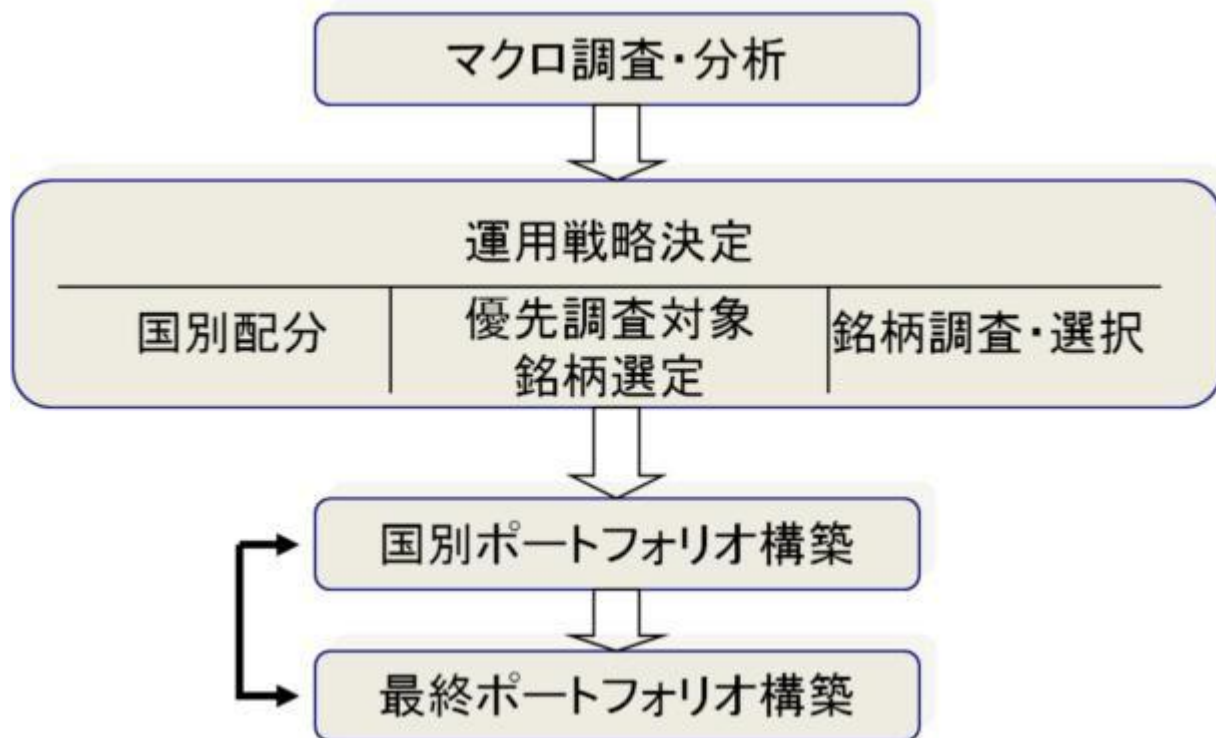 マクロ調査・分析
運用戦略決定
国別配分
優先調査対象
銘柄選定
銘柄調査・選択
国別ポートフォリオ構築
最終ポートフォリオ構築